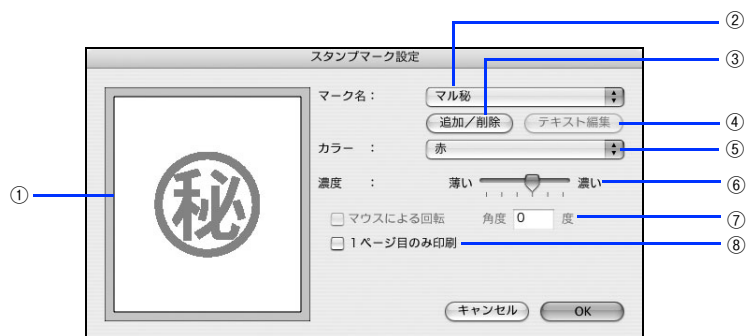 ②
スタンプマーク設定
③
マーク名： マル秘
追加／削除 テキスト編集 ④
カラー ： 赤 ⑤
濃度 ： 薄い 濃い ⑥
①
秘
マウスによる回転 角度 0 度 ⑦
1ページ目のみ印刷 ⑧
キャンセル OK